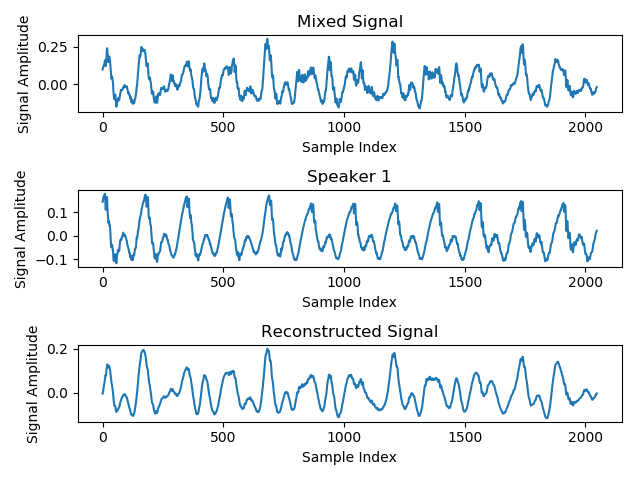 Mixed Signal
Signal Amplitude
0.25
0.00
0 500 1000 1500 2000
Sample Index
Speaker 1
Signal Amplitude
0.1
0.0
−0.1
0 500 1000 1500 2000
Sample Index
Reconstructed Signal
Signal Amplitude
0.2
0.0
0 500 1000 1500 2000
Sample Index